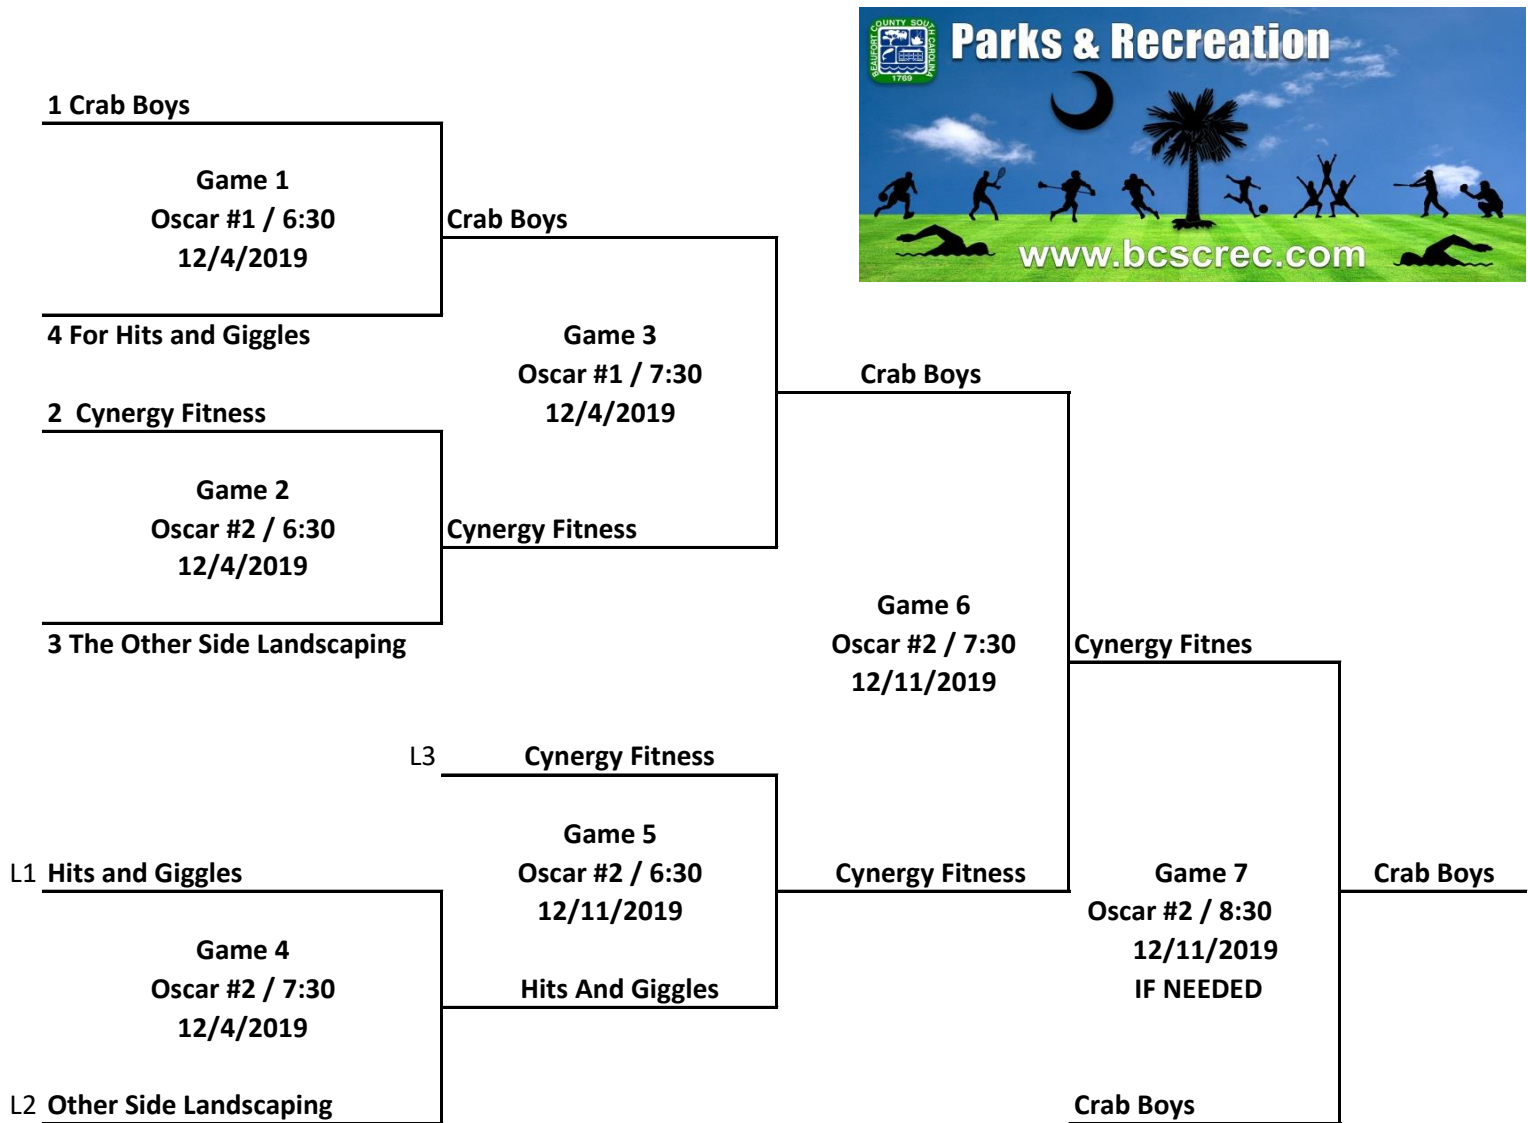 BEAUFORT COUNTY SOUTH CAROLINA
1769
Parks & Recreation
www.bcscrec.com
1 Crab Boys
Game 1
Oscar #1 / 6:30
12/4/2019
Crab Boys
4 For Hits and Giggles
Game 3
Oscar #1 / 7:30
12/4/2019
Crab Boys
2  Cynergy Fitness
Game 2
Oscar #2 / 6:30
12/4/2019
Cynergy Fitness
3 The Other Side Landscaping
Game 6
Oscar #2 / 7:30
12/11/2019
Cynergy Fitnes
L3 Cynergy Fitness
Game 5
Oscar #2 / 6:30
12/11/2019
L1 Hits and Giggles
Cynergy Fitness
Game 7
Oscar #2 / 8:30
12/11/2019
IF NEEDED
Crab Boys
Game 4
Oscar #2 / 7:30
12/4/2019
Hits And Giggles
L2 Other Side Landscaping
Crab Boys